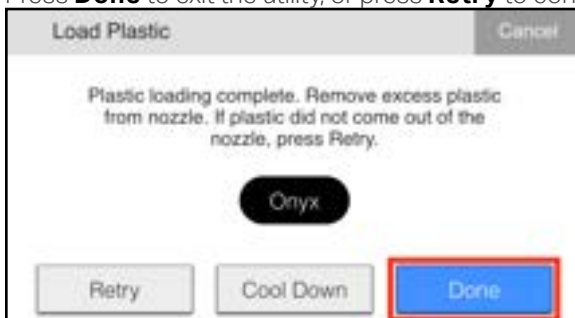 Press Done to exit the utility, or press Retry to con
Load Plastic
Cancel
Plastic loading complete. Remove excess plastic
from nozzle. If plastic did not come out of the
nozzle, press Retry.
Onyx
Retry
Cool Down
Done